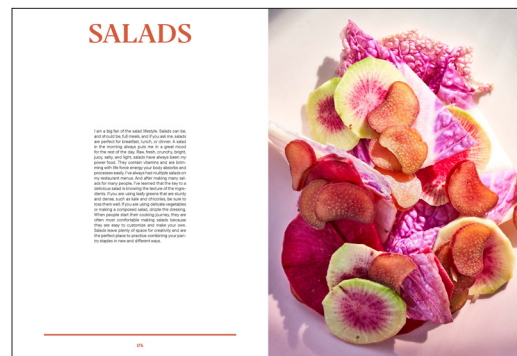 SALADS
I am a big fan of the salad lifestyle. Salads can be,
and should be, full meals, and if you ask me, salads
are perfect for breakfast, lunch, or dinner. A salad
in the morning always puts me in a great mood
for the rest of the day. Raw, fresh, crunchy, bright,
juicy, salty, and light, salads have always been my
power food. They contain vitamins and are brim-
ming with life force energy your body absorbs and
processes easily. I've always had multiple salads on
my restaurant menus. And after making many sal-
ads for many people, I've learned that the key to a
delicious salad is knowing the texture of the ingre-
dients. If you are using leafy greens that are sturdy
and dense, such as kale and chicories, be sure to
toss them well. If you are using delicate vegetables
or making a composed salad, drizzle the dressing.
When people start their cooking journey, they are
often most comfortable making salads because
they are easy to customize and make your own.
Salads leave plenty of space for creativity and are
the perfect place to practice combining your pan-
try staples in new and different ways.